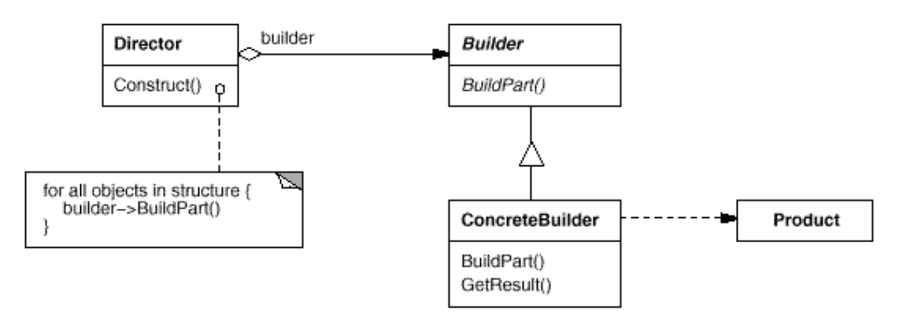 Director
builder
Builder
Construct()
BuildPart()
for all objects in structure {
builder->BuildPart()
}
ConcreteBuilder
Product
BuildPart()
GetResult()